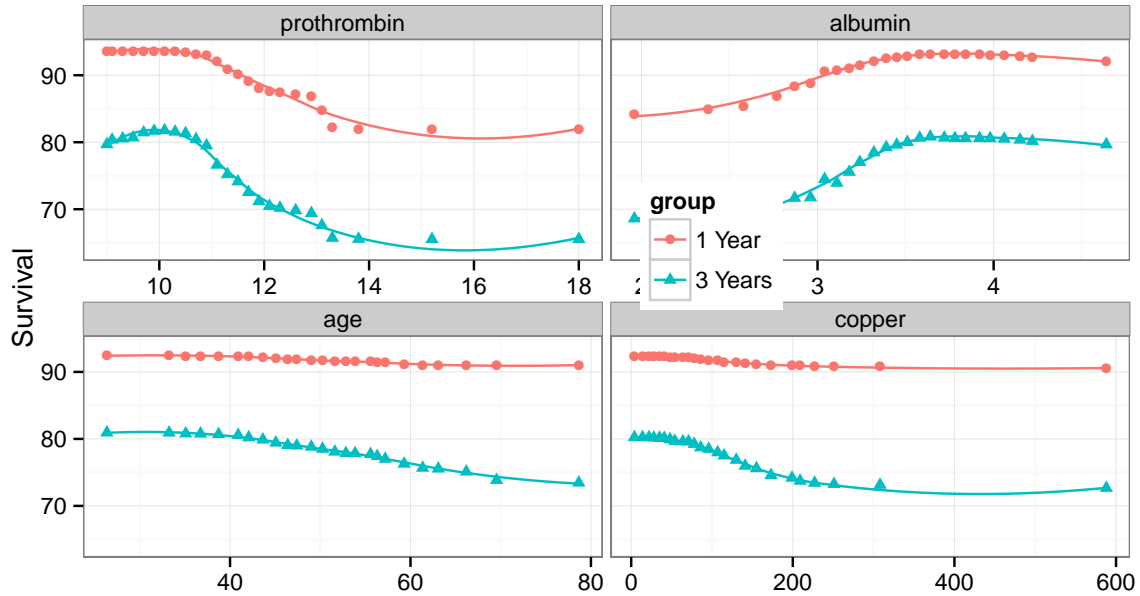 prothrombin
albumin
90
80
70
10 12 14 16 18
2 3 4
group
1 Year
3 Years
Survival
age
copper
90
80
70
40 60 80
0 200 400 600